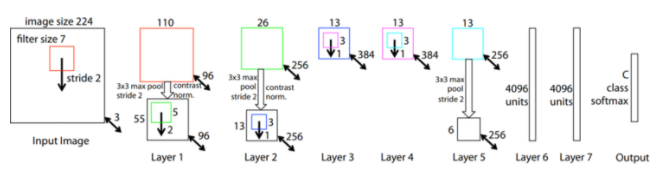 image size 224
filter size 7
stride 2
3
Input Image
110
96
3x3 max
pool
stride 2
contrast
norm.
55
5
2
96
Layer 1
26
256
3x3 max
pool
stride 2
contrast
norm.
13
3
1
256
Layer 2
13
3
1
384
Layer 3
13
3
1
384
Layer 4
13
256
3x3 max
pool
stride 2
6
256
Layer 5
4096
units
Layer 6
4096
units
Layer 7
C
class
softmax
Output